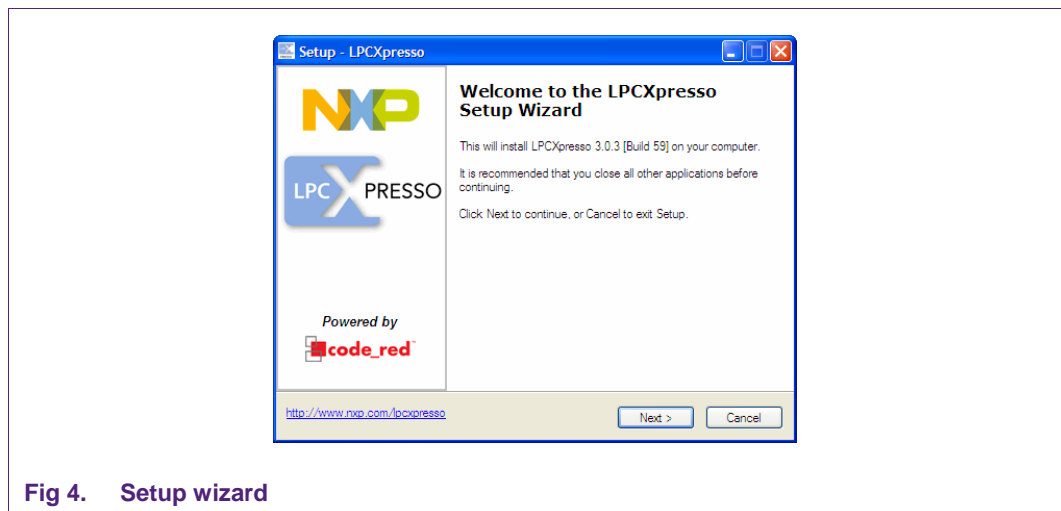 Setup - LPCXpresso
NXP
LPC XPRESSO
Powered by
code_red
Welcome to the LPCXpresso
Setup Wizard
This will install LPCXpresso 3.0.3 [Build 59] on your computer.
It is recommended that you close all other applications before
continuing.
Click Next to continue, or Cancel to exit Setup.
http://www.nxp.com/lpcxpresso
Next >
Cancel
Fig 4. Setup wizard